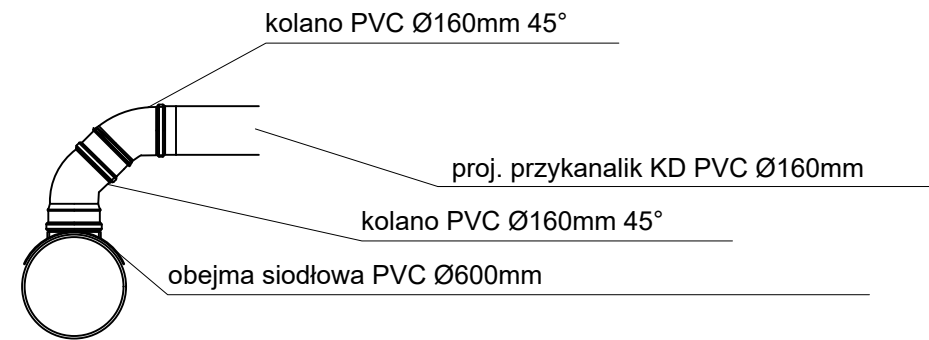 kolano PVC Ø160mm 45°
proj. przykanalik KD PVC Ø160mm
kolano PVC Ø160mm 45°
obejma siodłowa PVC Ø600mm